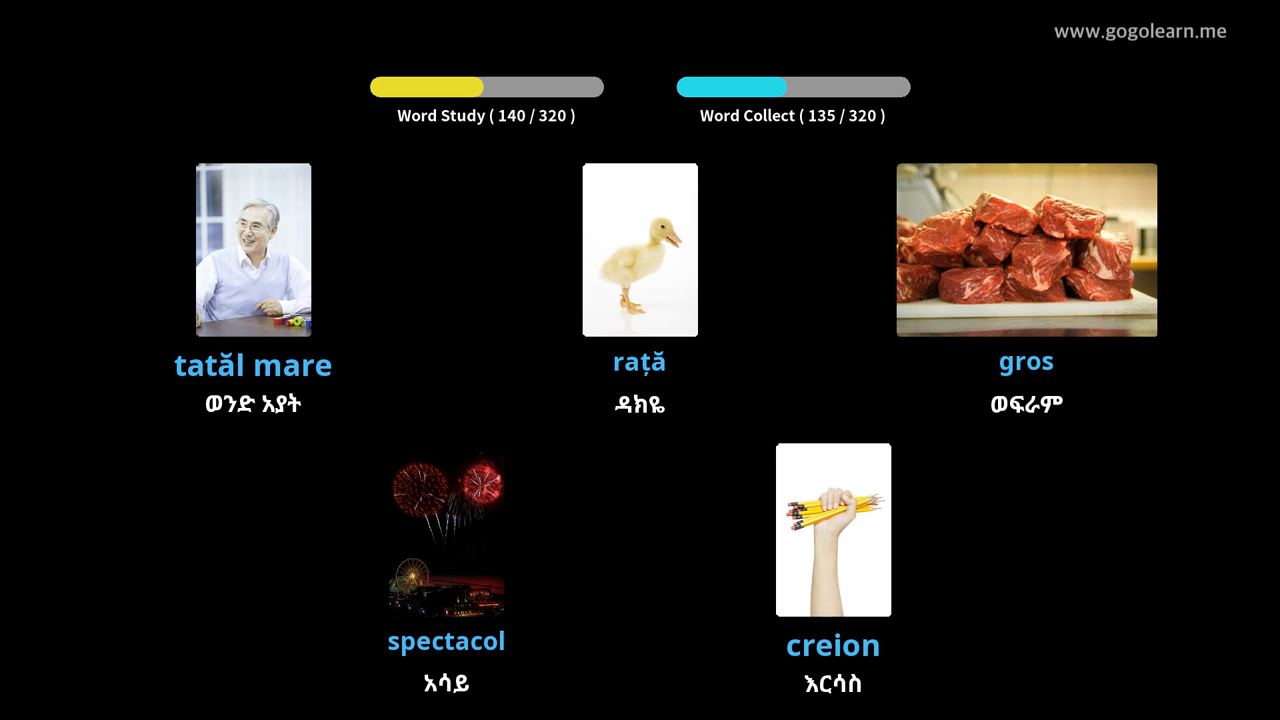 www.gogolearn.me
Word Study ( 140 / 320 )
Word Collect ( 135 / 320 )
tatăl mare
ወንድ አያት
rață
ዳክዬ
gros
ወፍራም
spectacol
አሳይ
creion
እርሳስ